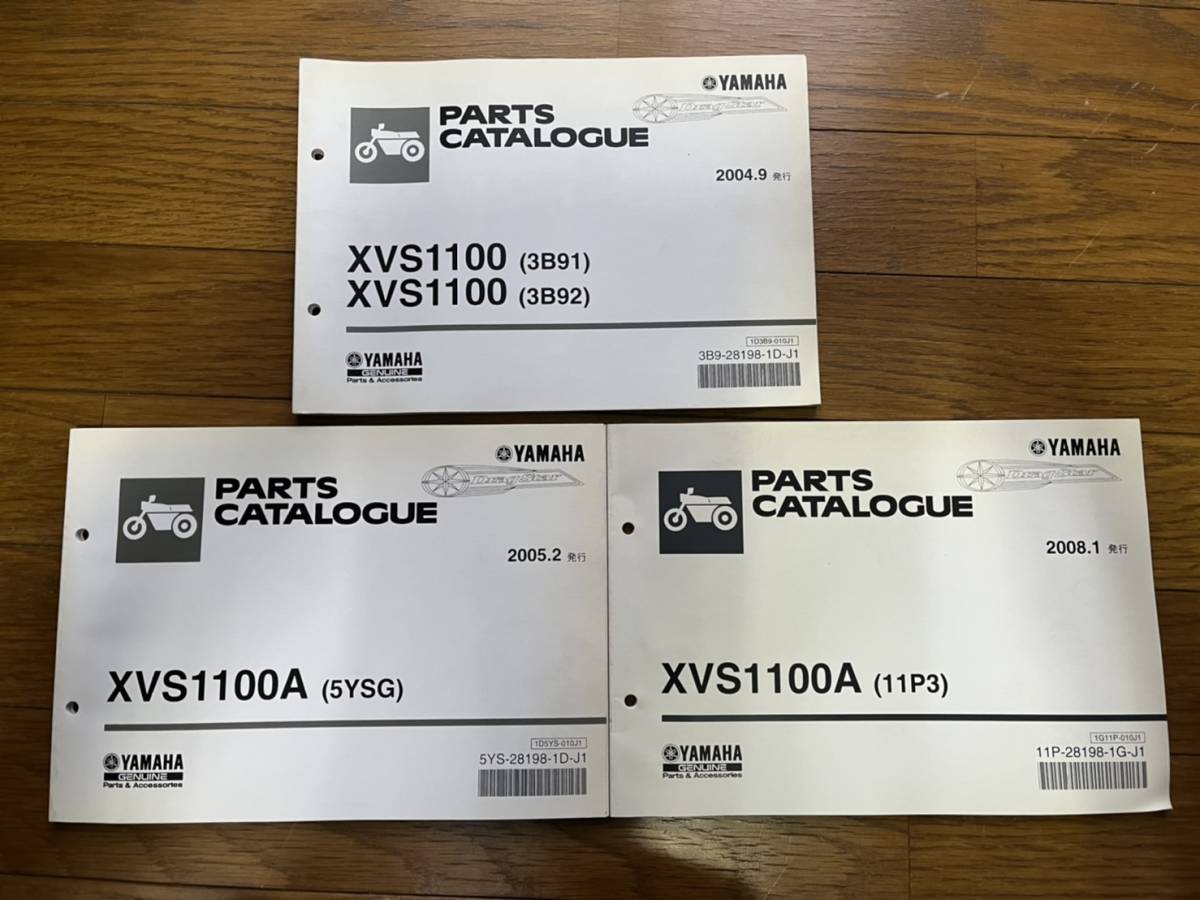 YAMAHA
DragStar
PARTS
CATALOGUE
2004.9 発行
XVS1100 (3B91)
XVS1100 (3B92)
1D3B9-010J1
3B9-28198-1D-J1
YAMAHA
GENUINE
Parts & Accessories
YAMAHA
DragStar
PARTS
CATALOGUE
2005.2 発行
XVS1100A (5YSG)
1D5YS-010J1
5YS-28198-1D-J1
YAMAHA
GENUINE
Parts & Accessories
YAMAHA
DragStar
PARTS
CATALOGUE
2008.1 発行
XVS1100A (11P3)
1G11P-010J1
11P-28198-1G-J1
YAMAHA
GENUINE
Parts & Accessories